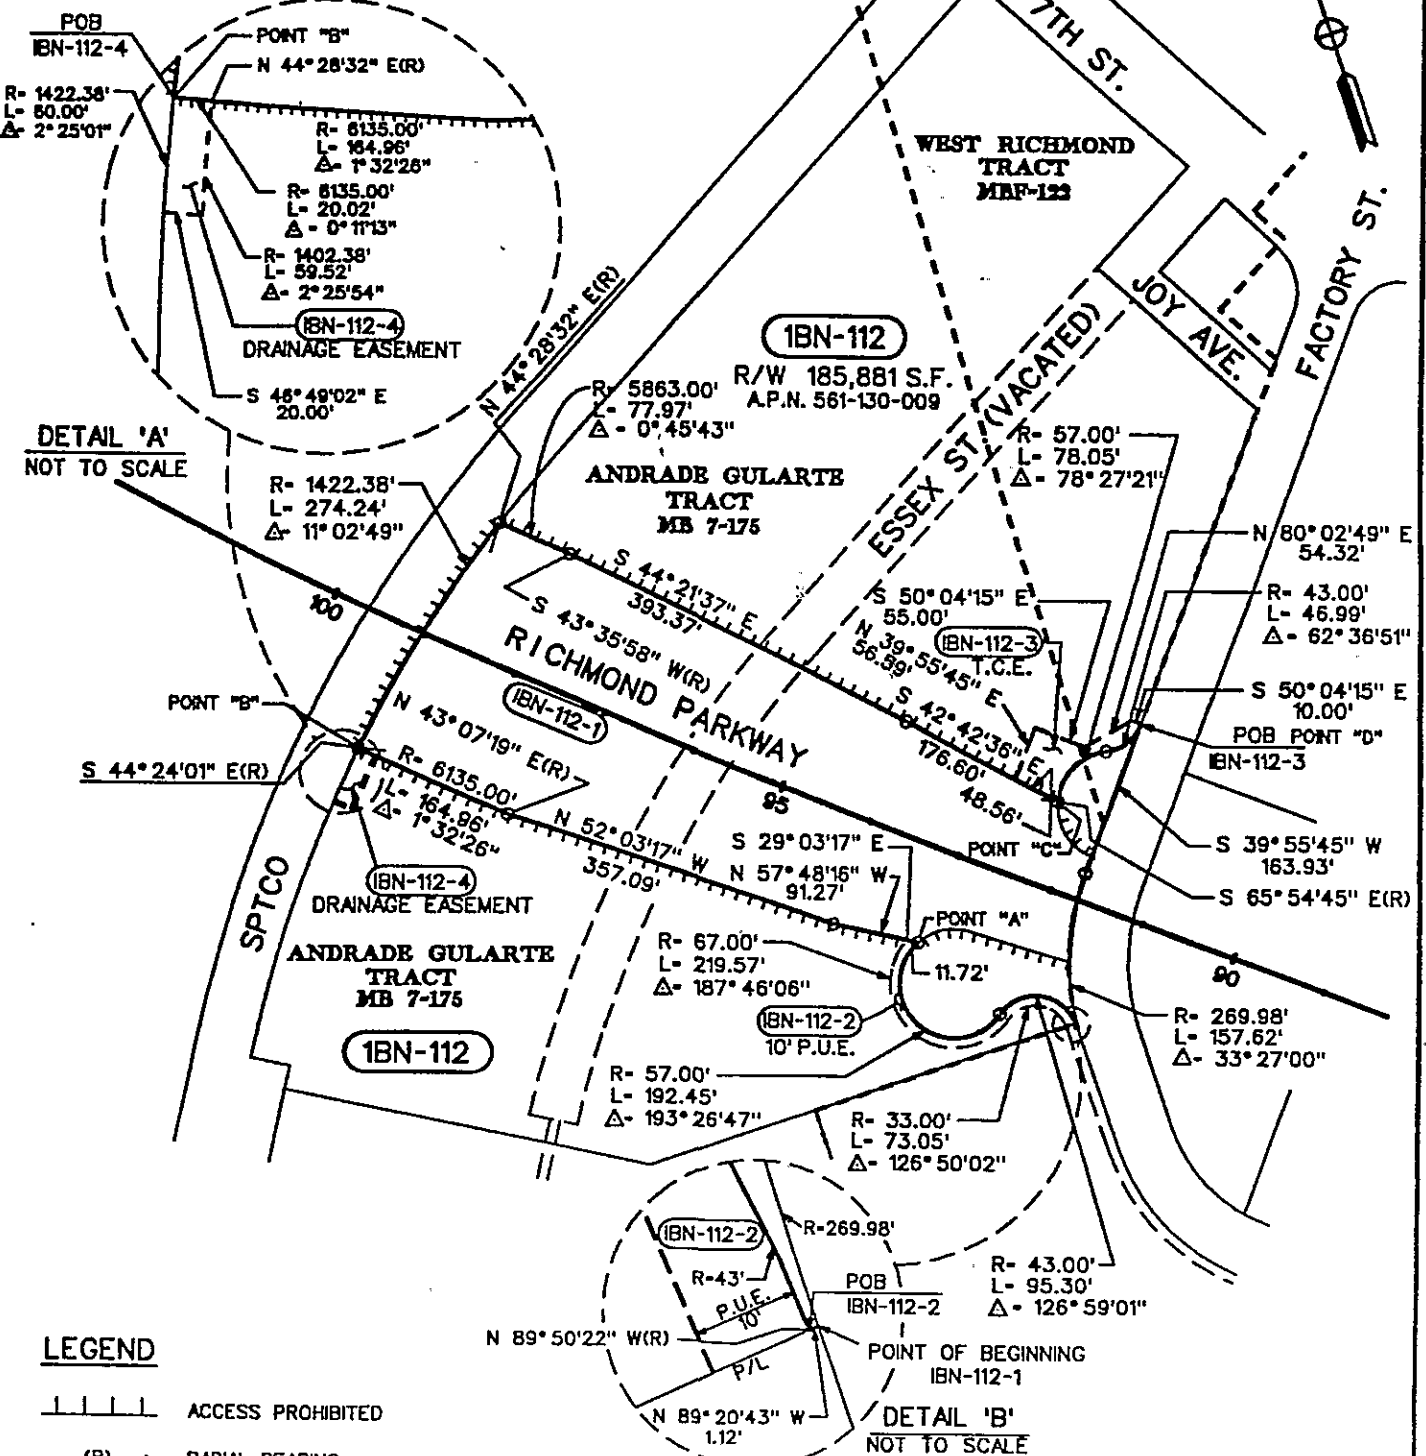 POB
IBN-112-4
POINT "B"
N 44° 28'32" E(R)
R- 1422.38'
L- 60.00'
Δ- 2° 25'01"
R- 6135.00'
L- 164.96'
Δ- 1° 32'26"
R- 6135.00'
L- 20.02'
Δ- 0° 11'13"
R- 1402.38'
L- 59.52'
Δ- 2° 25'54"
IBN-112-4
DRAINAGE EASEMENT
S 46° 49'02" E
20.00'
DETAIL 'A'
NOT TO SCALE
7TH ST.
WEST RICHMOND
TRACT
MBF-122
FACTORY ST.
JOY AVE.
N 44° 28'32" E(R)
1BN-112
R/W 185,881 S.F.
A.P.N. 561-130-009
R- 5863.00'
L- 77.97'
Δ- 0° 45'43"
ESSEX ST. (VACATED)
R- 57.00'
L- 78.05'
Δ- 78° 27'21"
ANDRADE GULARTE
TRACT
MB 7-175
R- 1422.38'
L- 274.24'
Δ- 11° 02'49"
N 80° 02'49" E
54.32'
S 44° 21'37" E
393.37'
S 50° 04'15" E
55.00'
R- 43.00'
L- 46.99'
Δ- 62° 36'51"
100
S 43° 35'58" W(R)
N 39° 55'45" E
56.89'
IBN-112-3
T.C.E.
RICHMOND PARKWAY
S 50° 04'15" E
10.00'
POINT "B"
N 43° 07'19" E(R)
IBN-112-1
S 42° 42'36" E
176.60'
POB POINT "D"
IBN-112-3
S 44° 24'01" E(R)
R- 6135.00'
L- 164.96'
Δ- 1° 32'26"
95
48.56'
N 52° 03'17" W
357.09'
S 29° 03'17" E
POINT "C"
S 39° 55'45" W
163.93'
N 57° 48'16" W
91.27'
IBN-112-4
DRAINAGE EASEMENT
S 65° 54'45" E(R)
SPTCO
POINT "A"
ANDRADE GULARTE
TRACT
MB 7-175
R- 67.00'
L- 219.57'
Δ- 187° 46'06"
11.72'
90
IBN-112-2
10' P.U.E.
R- 269.98'
L- 157.62'
Δ- 33° 27'00"
1BN-112
R- 57.00'
L- 192.45'
Δ- 193° 26'47"
R- 33.00'
L- 73.05'
Δ- 126° 50'02"
IBN-112-2
R-269.98'
R-43'
R- 43.00'
L- 95.30'
Δ- 126° 59'01"
POB
IBN-112-2
P.U.E.
10'
N 89° 50'22" W(R)
POINT OF BEGINNING
IBN-112-1
P/L
N 89° 20'43" W
1.12'
DETAIL 'B'
NOT TO SCALE
LEGEND
ACCESS PROHIBITED